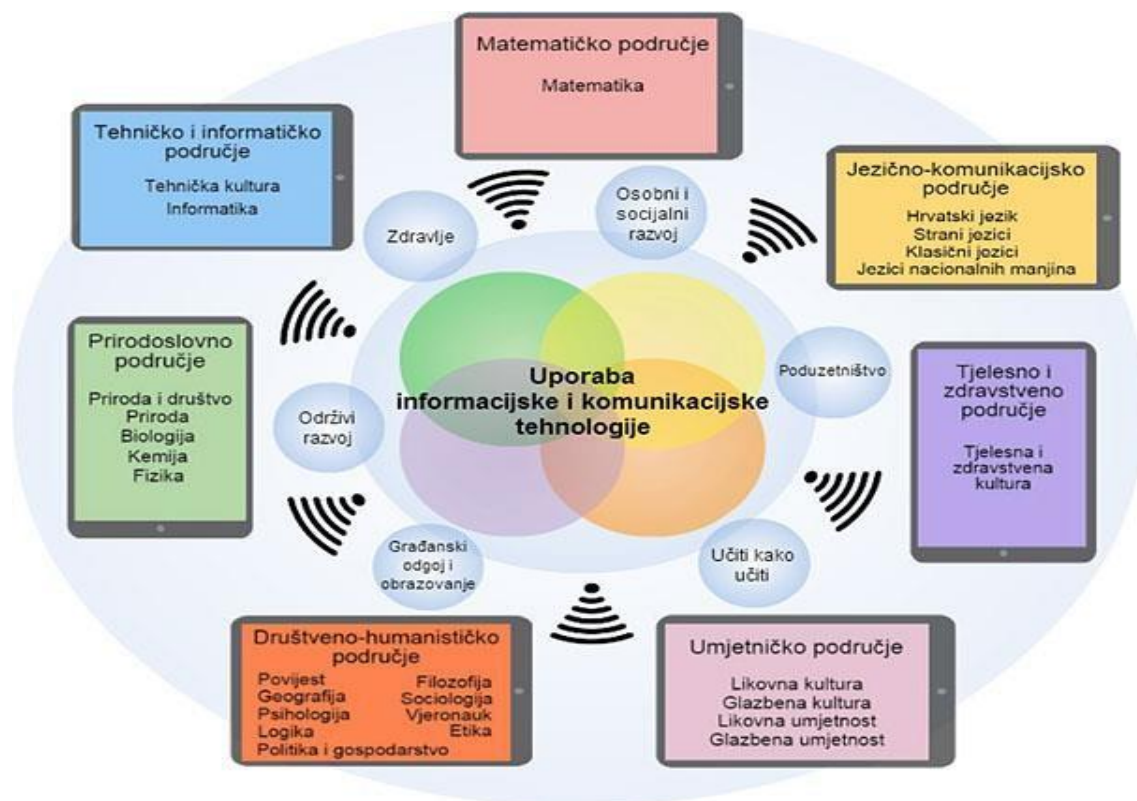 Matematičko područje
Matematika
Tehničko i informatičko
područje
Tehnička kultura
Informatika
Zdravlje
Osobni i
socijalni
razvoj
Jezično-komunikacijsko
područje
Hrvatski jezik
Strani jezici
Klasični jezici
Jezici nacionalnih manjina
Prirodoslovno
područje
Priroda i društvo
Priroda
Biologija
Kemija
Fizika
Održivi
razvoj
Uporaba
informacijske i komunikacijske
tehnologije
Poduzetništvo
Tjelesno i
zdravstveno
područje
Tjelesna i
zdravstvena
kultura
Građanski
odgoj i
obrazovanje
Učiti kako
učiti
Društveno-humanističko
područje
Povijest
Geografija
Psihologija
Logika
Politika i gospodarstvo
Filozofija
Sociologija
Vjeronauk
Etika
Umjetničko područje
Likovna kultura
Glazbena kultura
Likovna umjetnost
Glazbena umjetnost